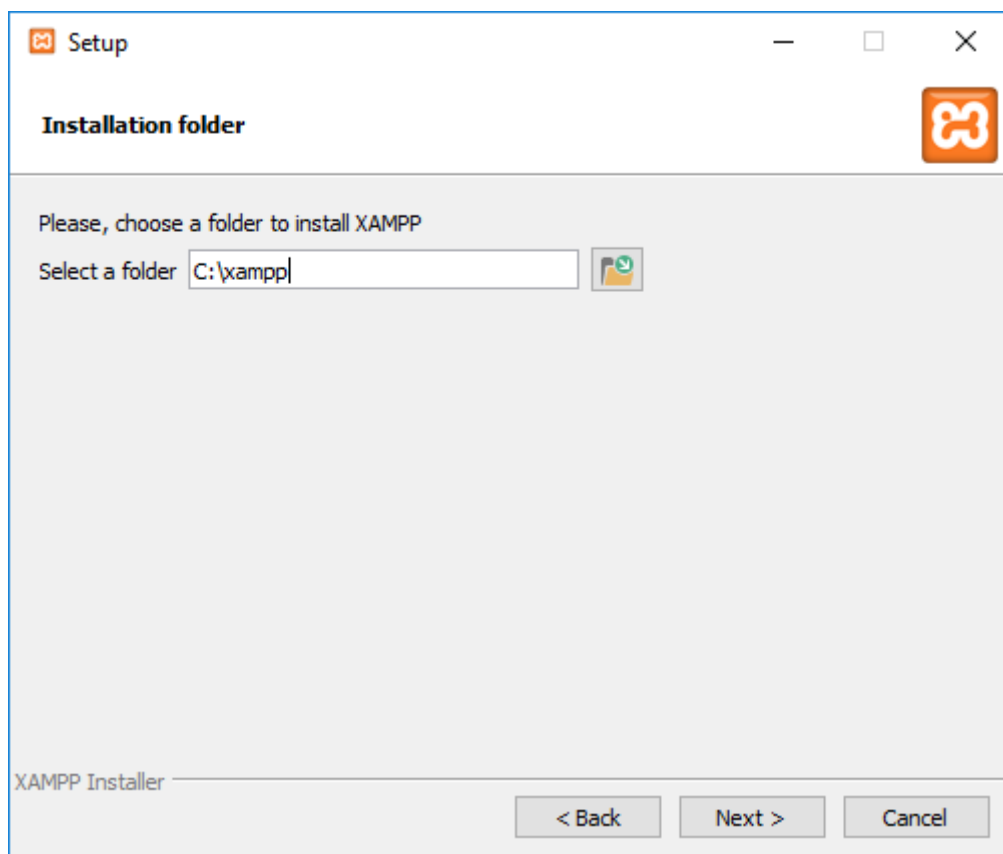 Setup
Installation folder
Please, choose a folder to install XAMPP
Select a folder C:\xampp
XAMPP Installer
< Back Next > Cancel